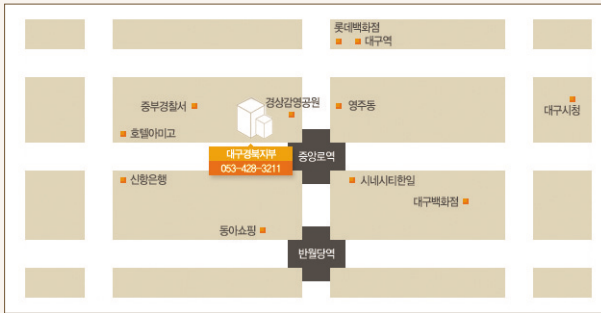 롯데백화점
대구역
중부경찰서
경상감영공원
영주동
대구시청
호텔아미고
대구경북지부
053-428-3211
중앙로역
신항은행
시네시티한일
대구백화점
동아쇼핑
반월당역